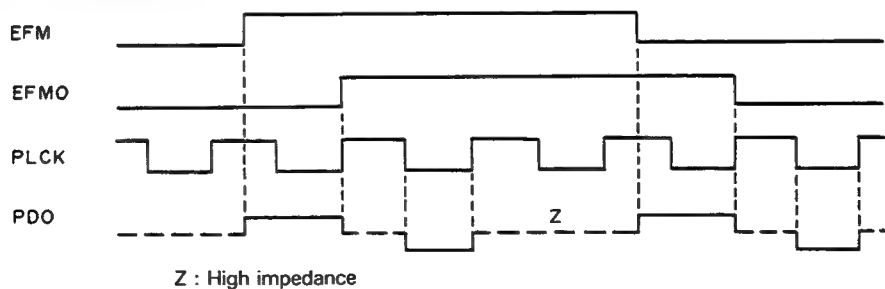 EFM
EFMO
PLCK
PDO
Z
Z : High impedance